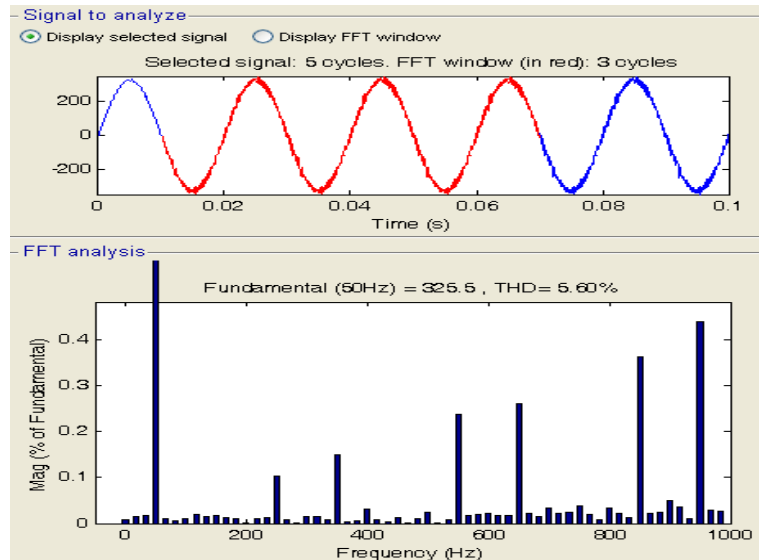 Signal to analyze
Display selected signal Display FFT window
Selected signal: 5 cycles. FFT window (in red): 3 cycles
200
0
-200
0 0.02 0.04 0.06 0.08 0.1
Time (s)
FFT analysis
Fundamental (50Hz) = 325.5 , THD= 5.60%
Mag (% of Fundamental)
0.4
0.3
0.2
0.1
0
0 200 400 600 800 1000
Frequency (Hz)